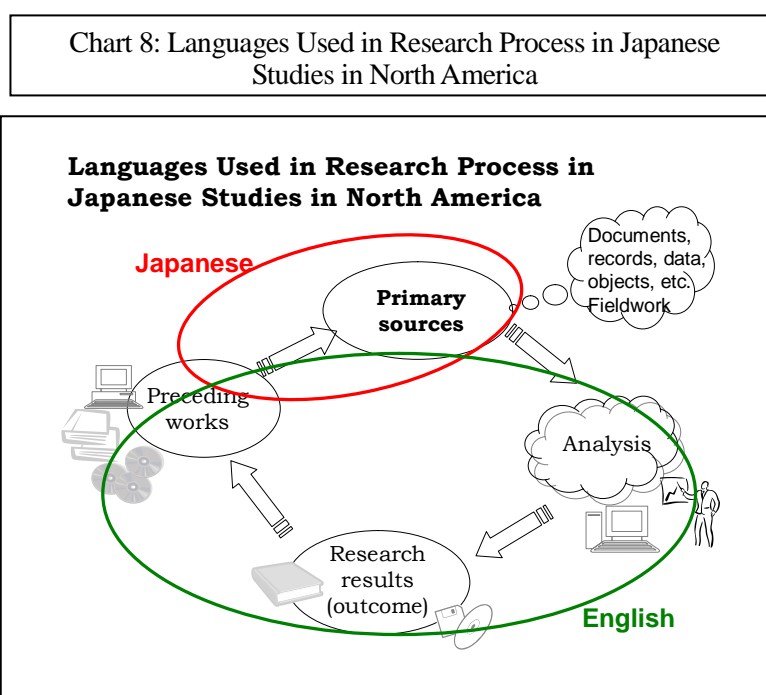 Chart 8: Languages Used in Research Process in Japanese
Studies in North America
Languages Used in Research Process in
Japanese Studies in North America
Japanese
Documents,
records, data,
objects, etc.
Fieldwork
Primary
sources
Preceding
works
Analysis
Research
results
(outcome)
English